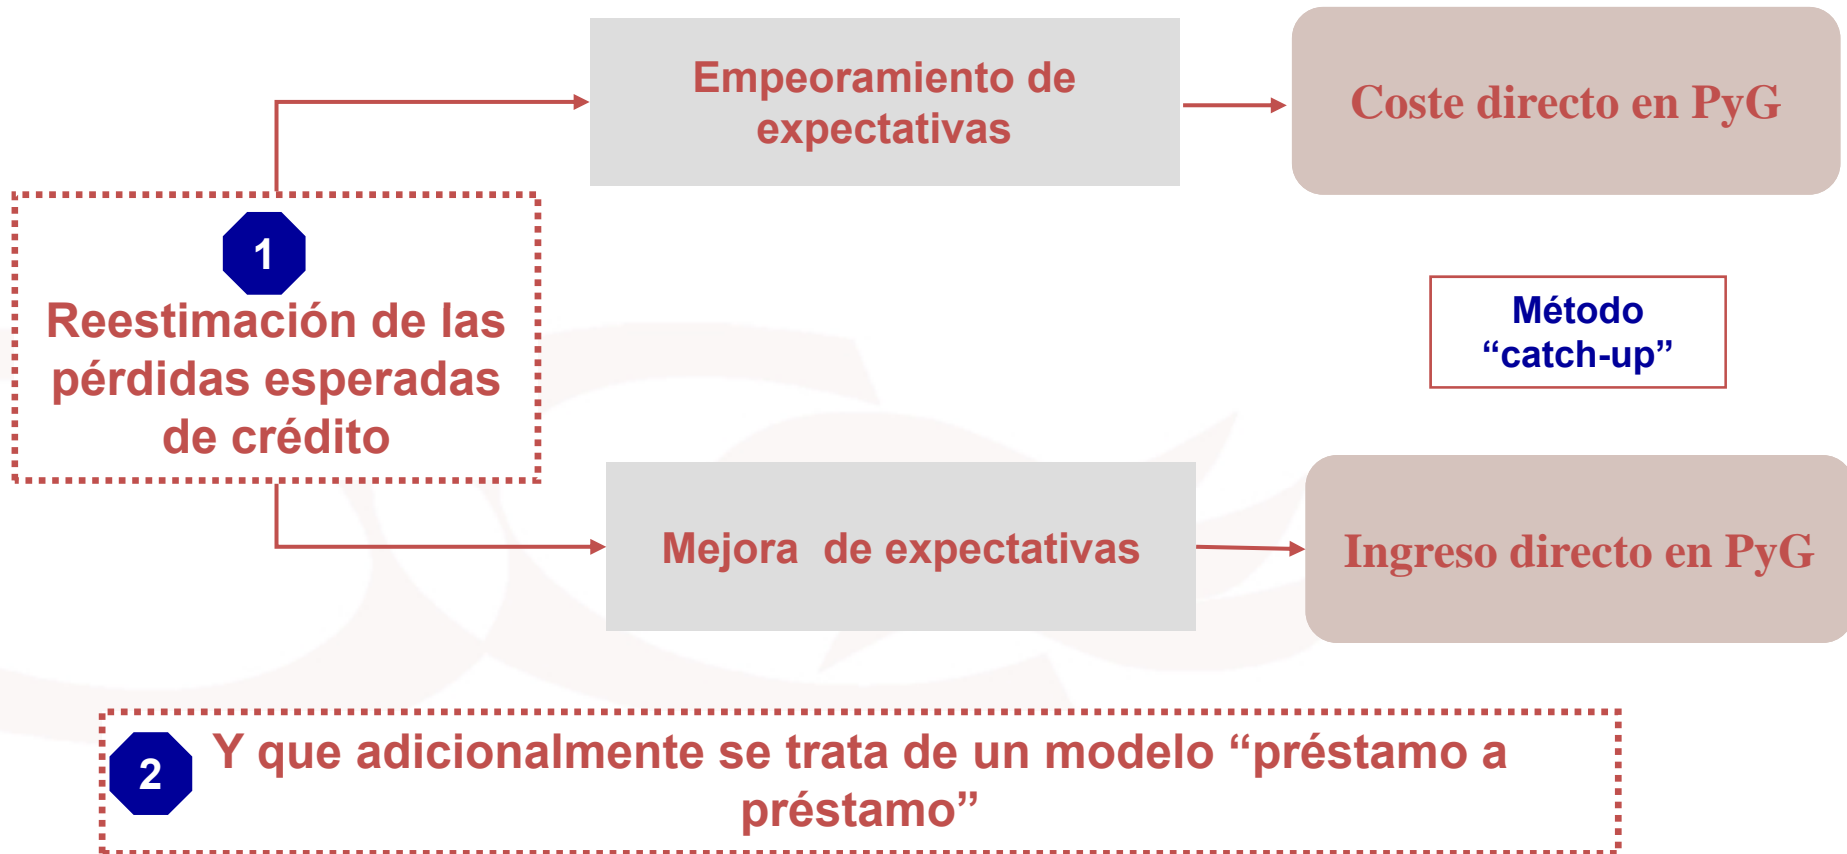 Empeoramiento de
expectativas
Coste directo en PyG
1
Reestimación de las
pérdidas esperadas
de crédito
Método
“catch-up”
Mejora de expectativas
Ingreso directo en PyG
2
Y que adicionalmente se trata de un modelo “préstamo a
préstamo”